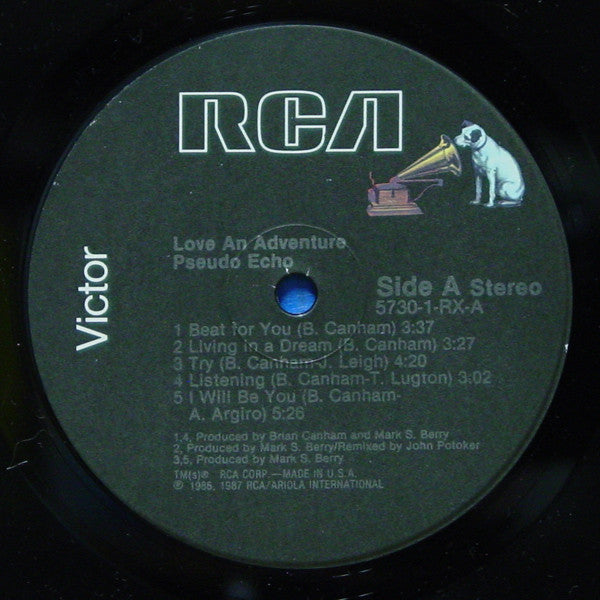 RCA
Victor
Love An Adventure
Pseudo Echo
Side A Stereo
5730-1-RX-A
1 Beat for You (B. Canham) 3:37
2 Living in a Dream (B. Canham) 3:27
3 Try (B. Canham-J. Leigh) 4:20
4 Listening (B. Canham-T. Lugton) 3:02
5 I Will Be You (B. Canham-
A. Argiro) 5:26
1,4, Produced by Brian Canham and Mark S. Berry
2, Produced by Mark S. Berry/Remixed by John Potoker
3,5, Produced by Mark S. Berry
TM(s)® RCA CORP.—MADE IN U.S.A.
℗ 1985, 1987 RCA/ARIOLA INTERNATIONAL